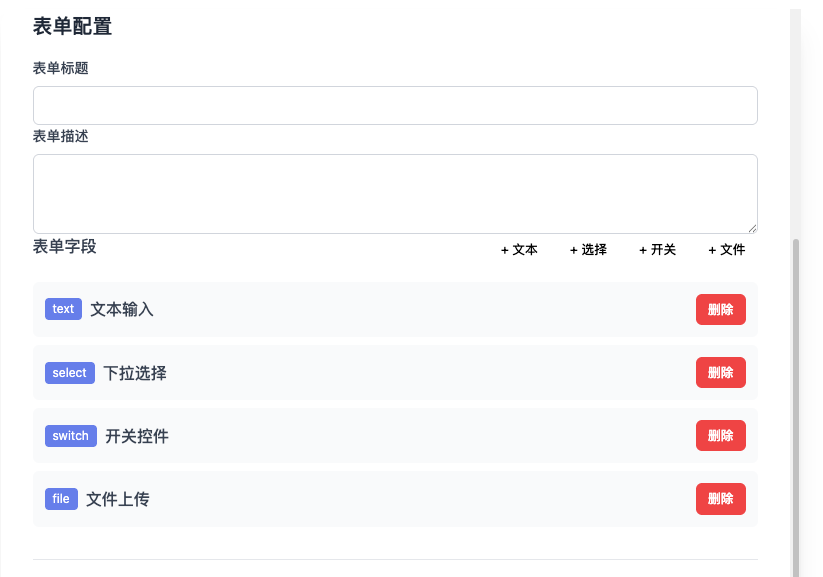 表单配置
表单标题
表单描述
表单字段 + 文本 + 选择 + 开关 + 文件
text 文本输入 删除
select 下拉选择 删除
switch 开关控件 删除
file 文件上传 删除